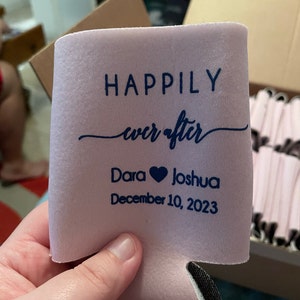 HAPPILY
ever after
Dara ♥ Joshua
December 10, 2023